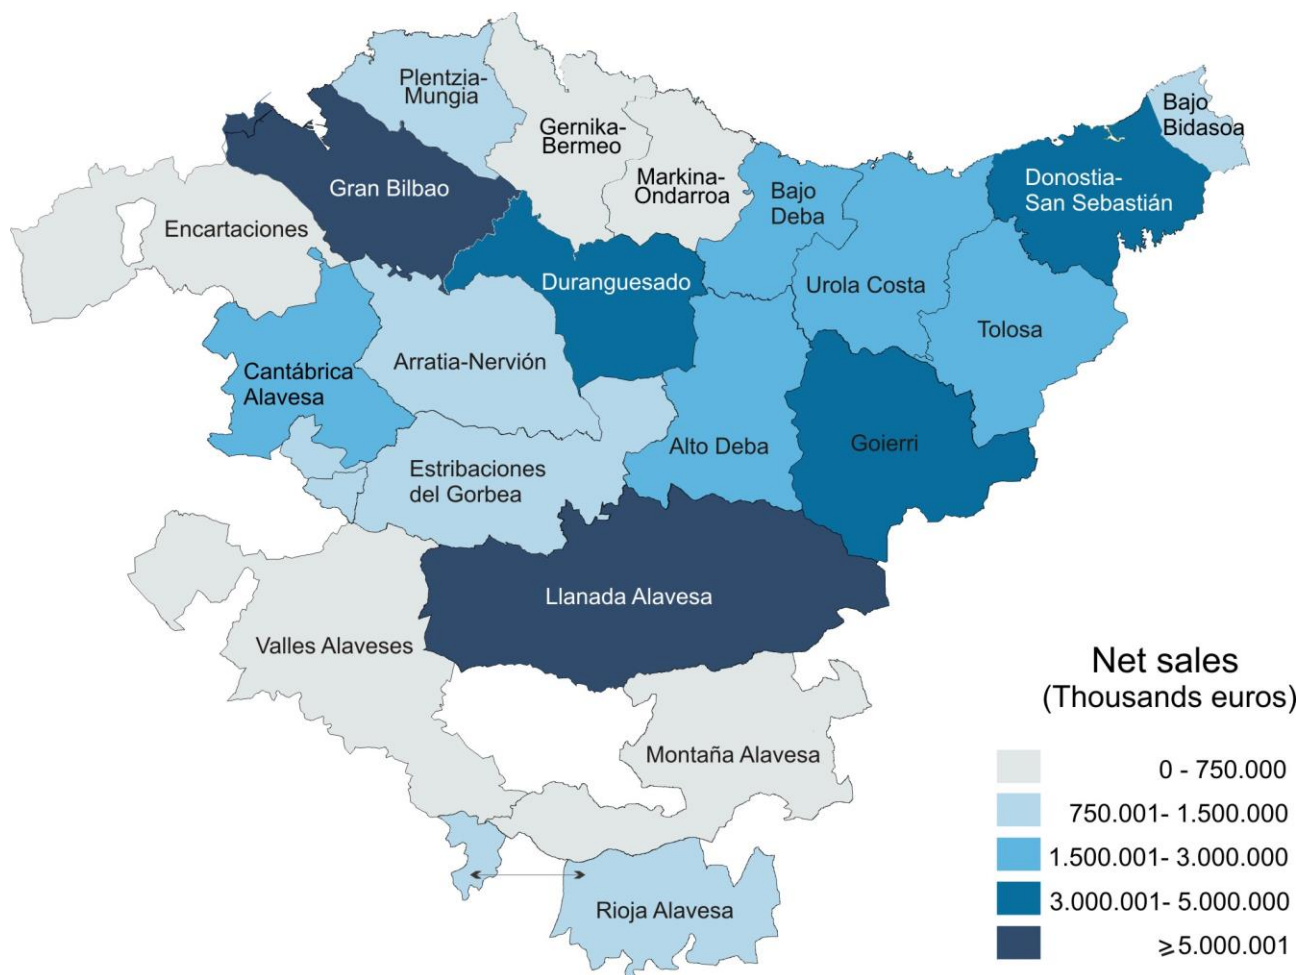 Plentzia-
Mungia
Bajo
Bidasoa
Gernika-
Bermeo
Gran Bilbao
Markina-
Ondarroa
Donostia-
San Sebastián
Bajo
Deba
Encartaciones
Duranguesado
Urola Costa
Tolosa
Arratia-Nervión
Cantábrica
Alavesa
Alto Deba
Goierri
Estribaciones
del Gorbea
Llanada Alavesa
Valles Alaveses
Montaña Alavesa
Rioja Alavesa
Net sales
(Thousands euros)
0 - 750.000
750.001- 1.500.000
1.500.001- 3.000.000
3.000.001- 5.000.000
⩾5.000.001